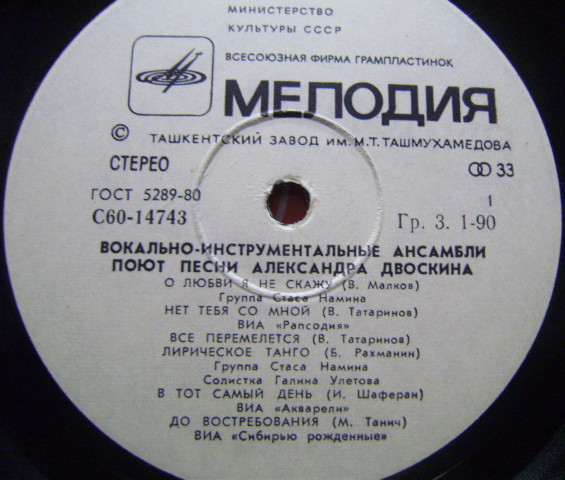 МИНИСТЕРСТВО
КУЛЬТУРЫ СССР
ВСЕСОЮЗНАЯ ФИРМА ГРАМПЛАСТИНОК
МЕЛОДИЯ
© ТАШКЕНТСКИЙ ЗАВОД ИМ. М.Т. ТАШМУХАМЕДОВА
СТЕРЕО
33
ГОСТ 5289-80
1
С60-14743
Гр. 3. 1-90
ВОКАЛЬНО-ИНСТРУМЕНТАЛЬНЫЕ АНСАМБЛИ
ПОЮТ ПЕСНИ АЛЕКСАНДРА ДВОСКИНА
О ЛЮБВИ Я НЕ СКАЖУ (В. Малков)
Группа Стаса Намина
НЕТ ТЕБЯ СО МНОЙ (В. Татаринов)
ВИА «Рапсодия»
ВСЕ ПЕРЕМЕЛЕТСЯ (В. Татаринов)
ЛИРИЧЕСКОЕ ТАНГО (Б. Рахманин)
Группа Стаса Намина
Солистка Галина Улетова
В ТОТ САМЫЙ ДЕНЬ (И. Шаферан)
ВИА «Акварели»
ДО ВОСТРЕБОВАНИЯ (М. Танич)
ВИА «Сибирью рожденные»